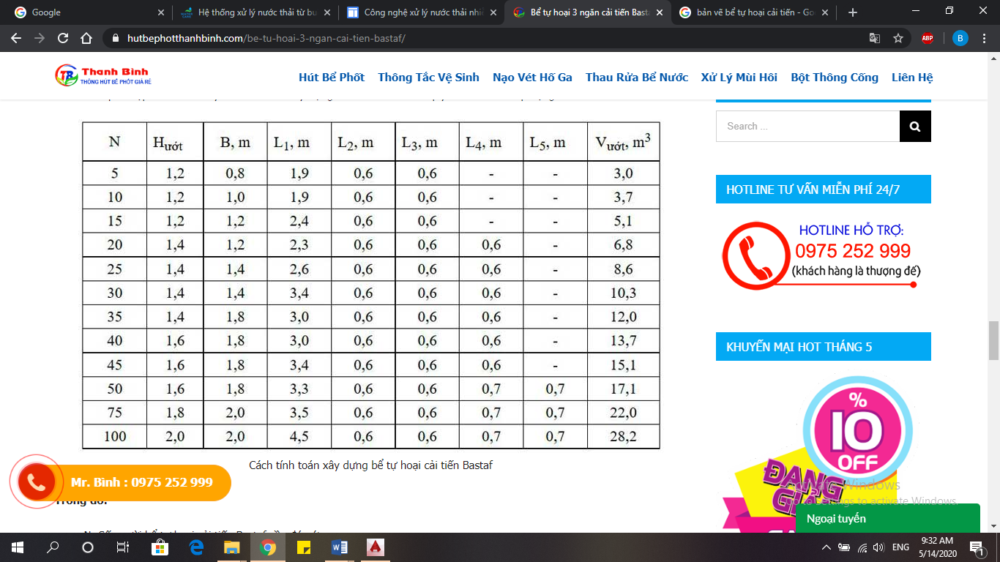 Google
Hệ thống xử lý nước thải từ bu
Công nghệ xử lý nước thải nhiê
Bể tự hoại 3 ngăn cải tiến Basta
bản vẽ bể tự hoại cải tiến - Go
hutbephotthanhbinh.com/be-tu-hoai-3-ngan-cai-tien-bastaf/
ABP
B
TB
Thanh Bình
THÔNG HÚT BỂ PHỐT GIÁ RẺ
Hút Bể Phốt Thông Tắc Vệ Sinh Nạo Vét Hố Ga Thau Rửa Bể Nước Xử Lý Mùi Hôi Bột Thông Cống Liên Hệ
N Hướt B, m L1, m L2, m L3, m L4, m L5, m Vướt, m3
5 1,2 0,8 1,9 0,6 0,6 - - 3,0
10 1,2 1,0 1,9 0,6 0,6 - - 3,7
15 1,2 1,2 2,4 0,6 0,6 - - 5,1
20 1,4 1,2 2,3 0,6 0,6 0,6 - 6,8
25 1,4 1,4 2,6 0,6 0,6 0,6 - 8,6
30 1,4 1,4 3,4 0,6 0,6 0,6 - 10,3
35 1,4 1,8 3,0 0,6 0,6 0,6 - 12,0
40 1,6 1,8 3,0 0,6 0,6 0,6 - 13,7
45 1,6 1,8 3,4 0,6 0,6 0,6 - 15,1
50 1,6 1,8 3,3 0,6 0,6 0,7 0,7 17,1
75 1,8 2,0 3,5 0,6 0,6 0,7 0,7 22,0
100 2,0 2,0 4,5 0,6 0,6 0,7 0,7 28,2
Cách tính toán xây dựng bể tự hoại cải tiến Bastaf
Mr. Bình : 0975 252 999
Trong đó:
Search ...
HOTLINE TƯ VẤN MIỄN PHÍ 24/7
HOTLINE HỖ TRỢ:
0975 252 999
(khách hàng là thượng đế)
KHUYẾN MẠI HOT THÁNG 5
%
10
OFF
ĐANG
GIẢ
Activate Windows
Go to Settings to activate Windows.
Ngoại tuyến
ENG
9:32 AM
5/14/2020
1